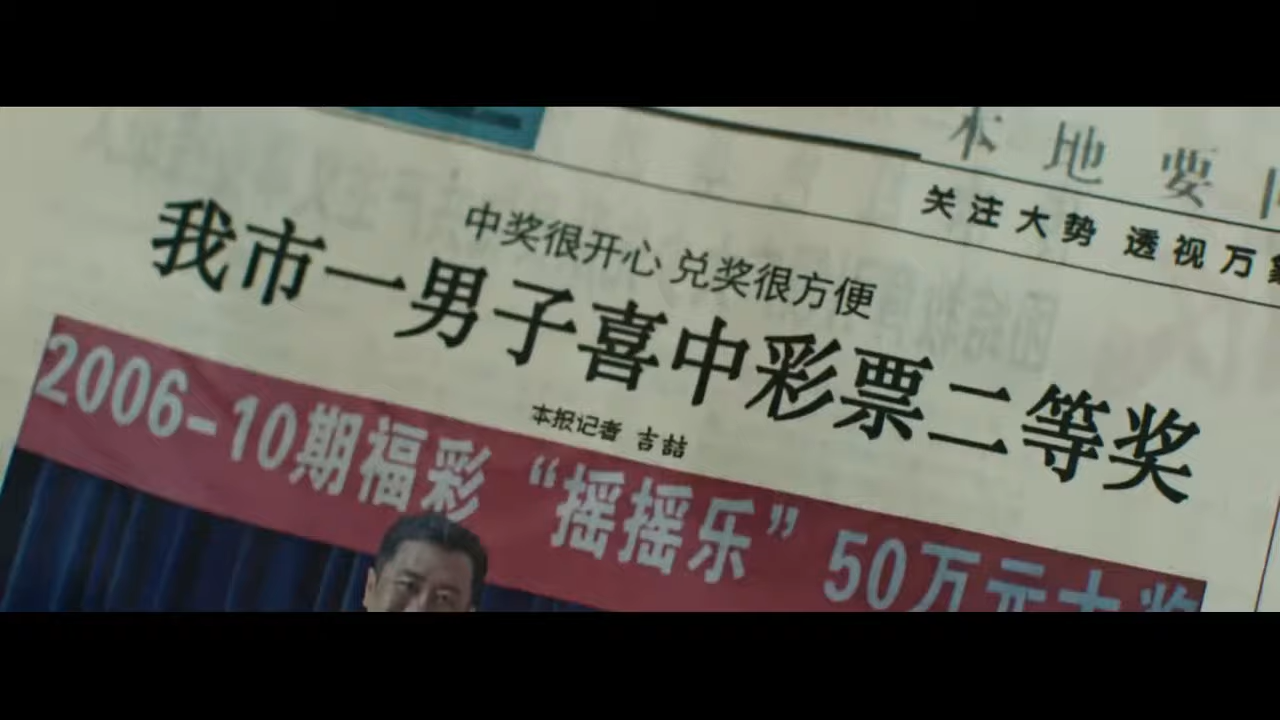 本地要
关注大势 透视万
中奖很开心 兑奖很方便
我市一男子喜中彩票二等奖
本报记者 吉喆
2006-10期福彩“摇摇乐”50万元大奖